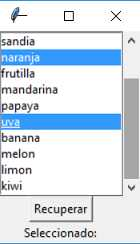 sandia
naranja
frutilla
mandarina
papaya
uva
banana
melon
limon
kiwi
Recuperar
Seleccionado: